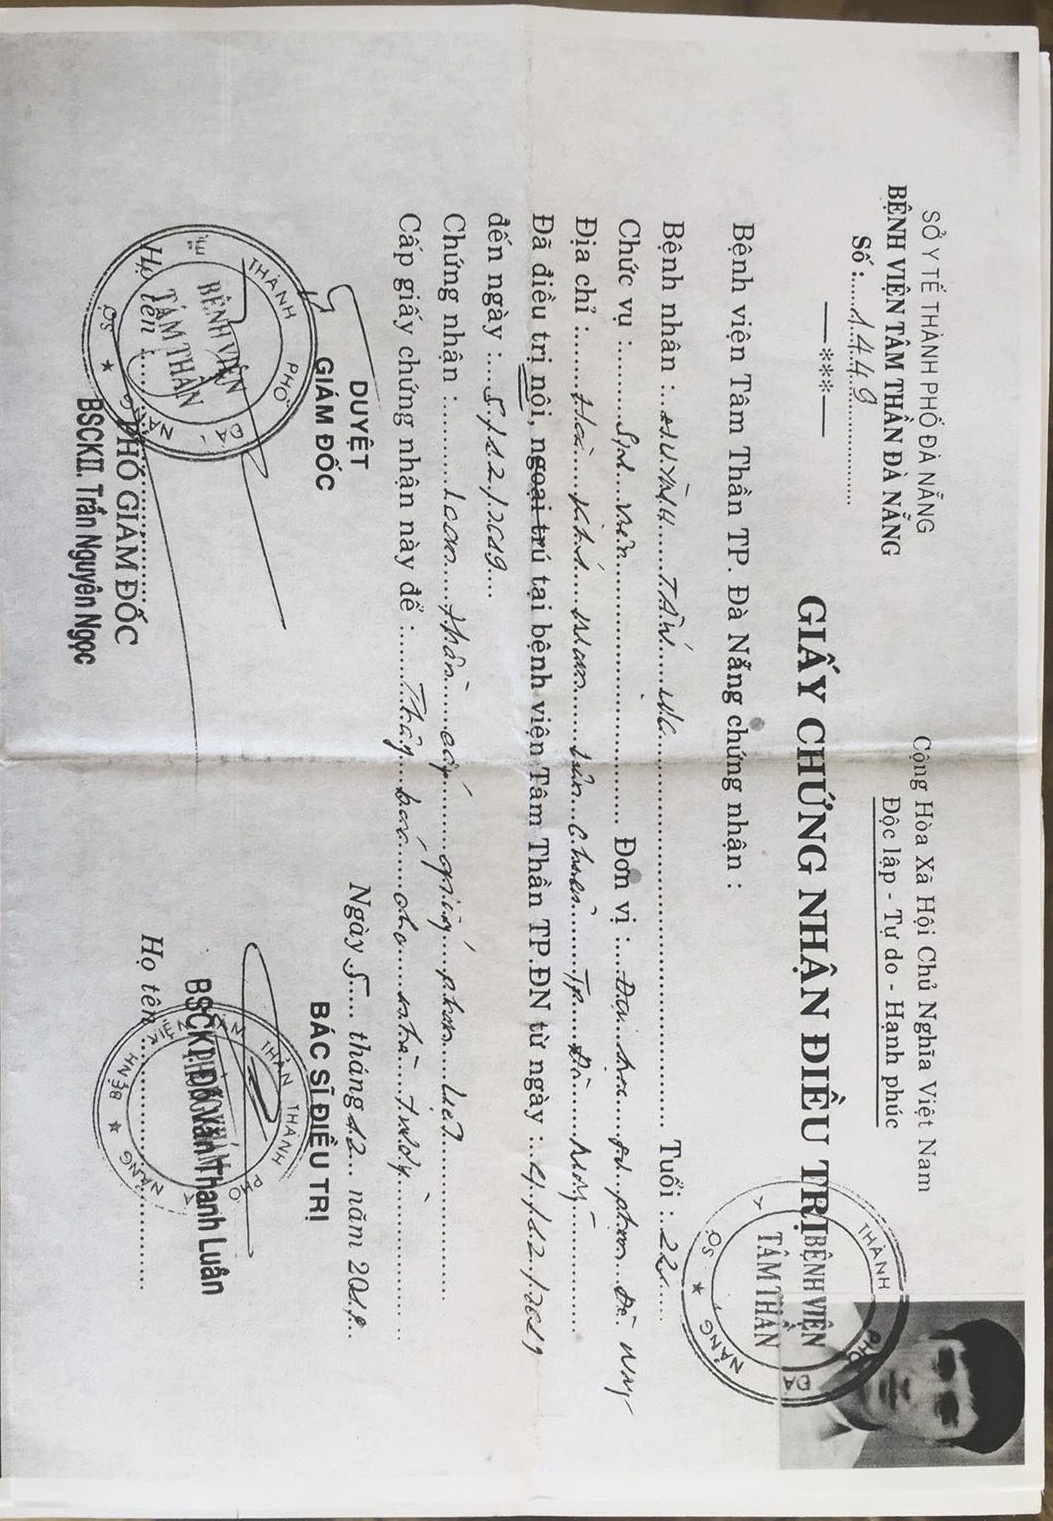 SỞ Y TẾ THÀNH PHỐ ĐÀ NẴNG
BỆNH VIỆN TÂM THẦN ĐÀ NẴNG
Số :....1449....
Cộng Hòa Xã Hội Chủ Nghĩa Việt Nam
Độc lập - Tự do - Hạnh phúc
GIẤY CHỨNG NHẬN ĐIỀU TRỊ
THÀNH PHỐ ĐÀ NẴNG
BỆNH VIỆN
TÂM THẦN
SỞ Y
Bệnh viện Tâm Thần TP. Đà Nẵng chứng nhận :
Bệnh nhân : HUỲNH TẤN Tuổi : 22
Chức vụ : Sinh viên Đơn vị : Đại học sư phạm Đà Nẵng
Địa chỉ : Hoà Khánh Nam Liên Chiểu TP Đà Nẵng
Đã điều trị nội, ngoại trú tại bệnh viện Tâm Thần TP.ĐN từ ngày : 4/12/2019
đến ngày : 5/12/2019
Chứng nhận : Loạn thần cấp giống phân liệt
Cấp giấy chứng nhận này để : báo cho nhà trường
Ngày 5 tháng 12 năm 2019
DUYỆT
GIÁM ĐỐC
BÁC SĨ ĐIỀU TRỊ
TẾ THÀNH PHỐ ĐÀ NẴNG
BỆNH VIỆN
TÂM THẦN
SỞ
BỆNH VIỆN TÂM THẦN THÀNH PHỐ ĐÀ NẴNG
PHÒNG KHÁM
BSCKI. Đỗ Văn Thanh Luân
Họ tên :
Họ tên :
PHÓ GIÁM ĐỐC
BSCKII. Trần Nguyên Ngọc